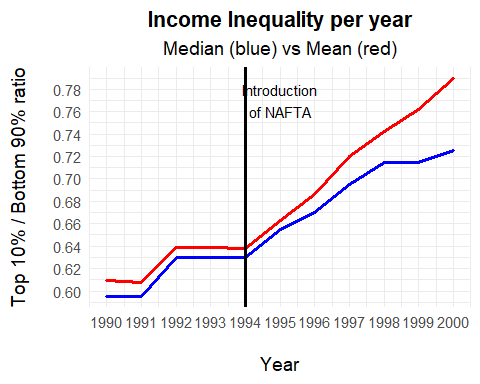 Income Inequality per year
Median (blue) vs Mean (red)
Top 10% / Bottom 90% ratio
0.78
0.76
0.74
0.72
0.70
0.68
0.66
0.64
0.62
0.60
Introduction
of NAFTA
1990 1991 1992 1993 1994 1995 1996 1997 1998 1999 2000
Year